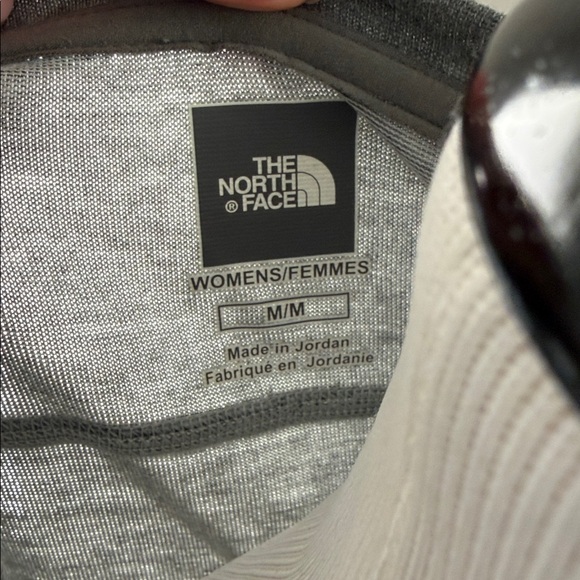 THE
NORTH
® FACE
WOMENS/FEMMES
M/M
Made in Jordan
Fabrique en Jordanie